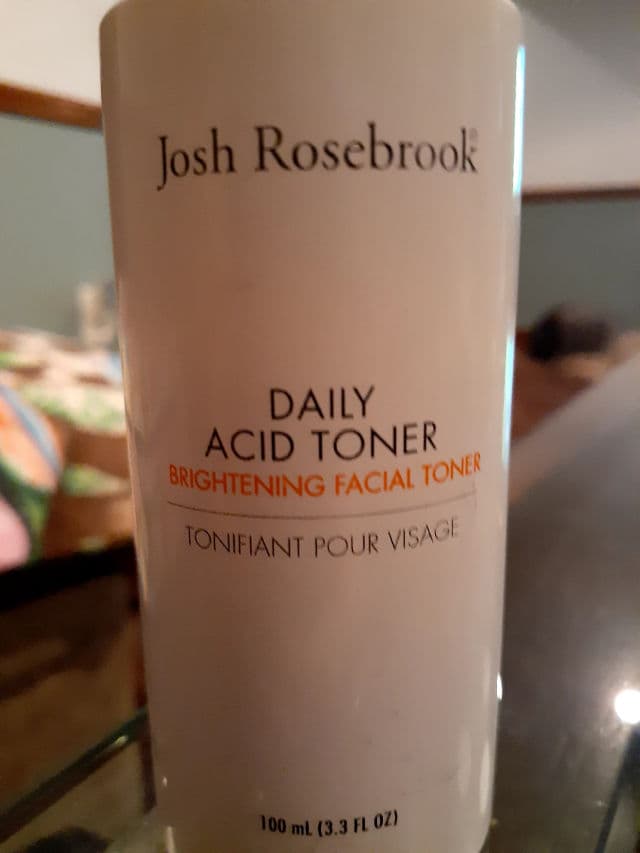 Josh Rosebrook®
DAILY
ACID TONER
BRIGHTENING FACIAL TONER
TONIFIANT POUR VISAGE
100 mL (3.3 FL OZ)